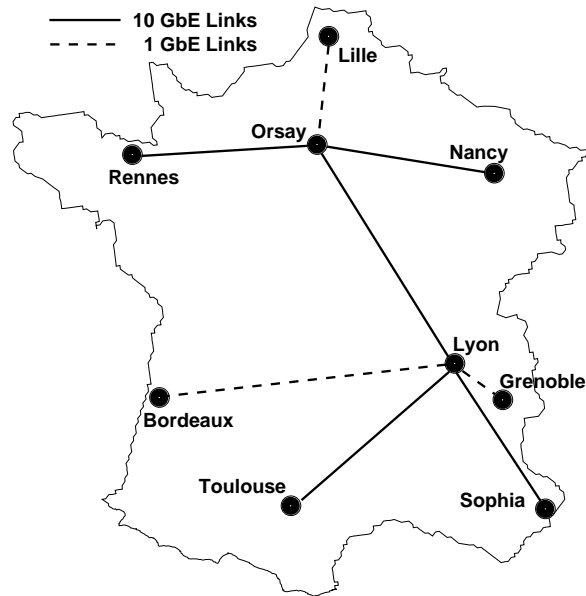 10 GbE Links
1 GbE Links
Lille
Orsay
Nancy
Rennes
Lyon
Grenoble
Bordeaux
Toulouse
Sophia